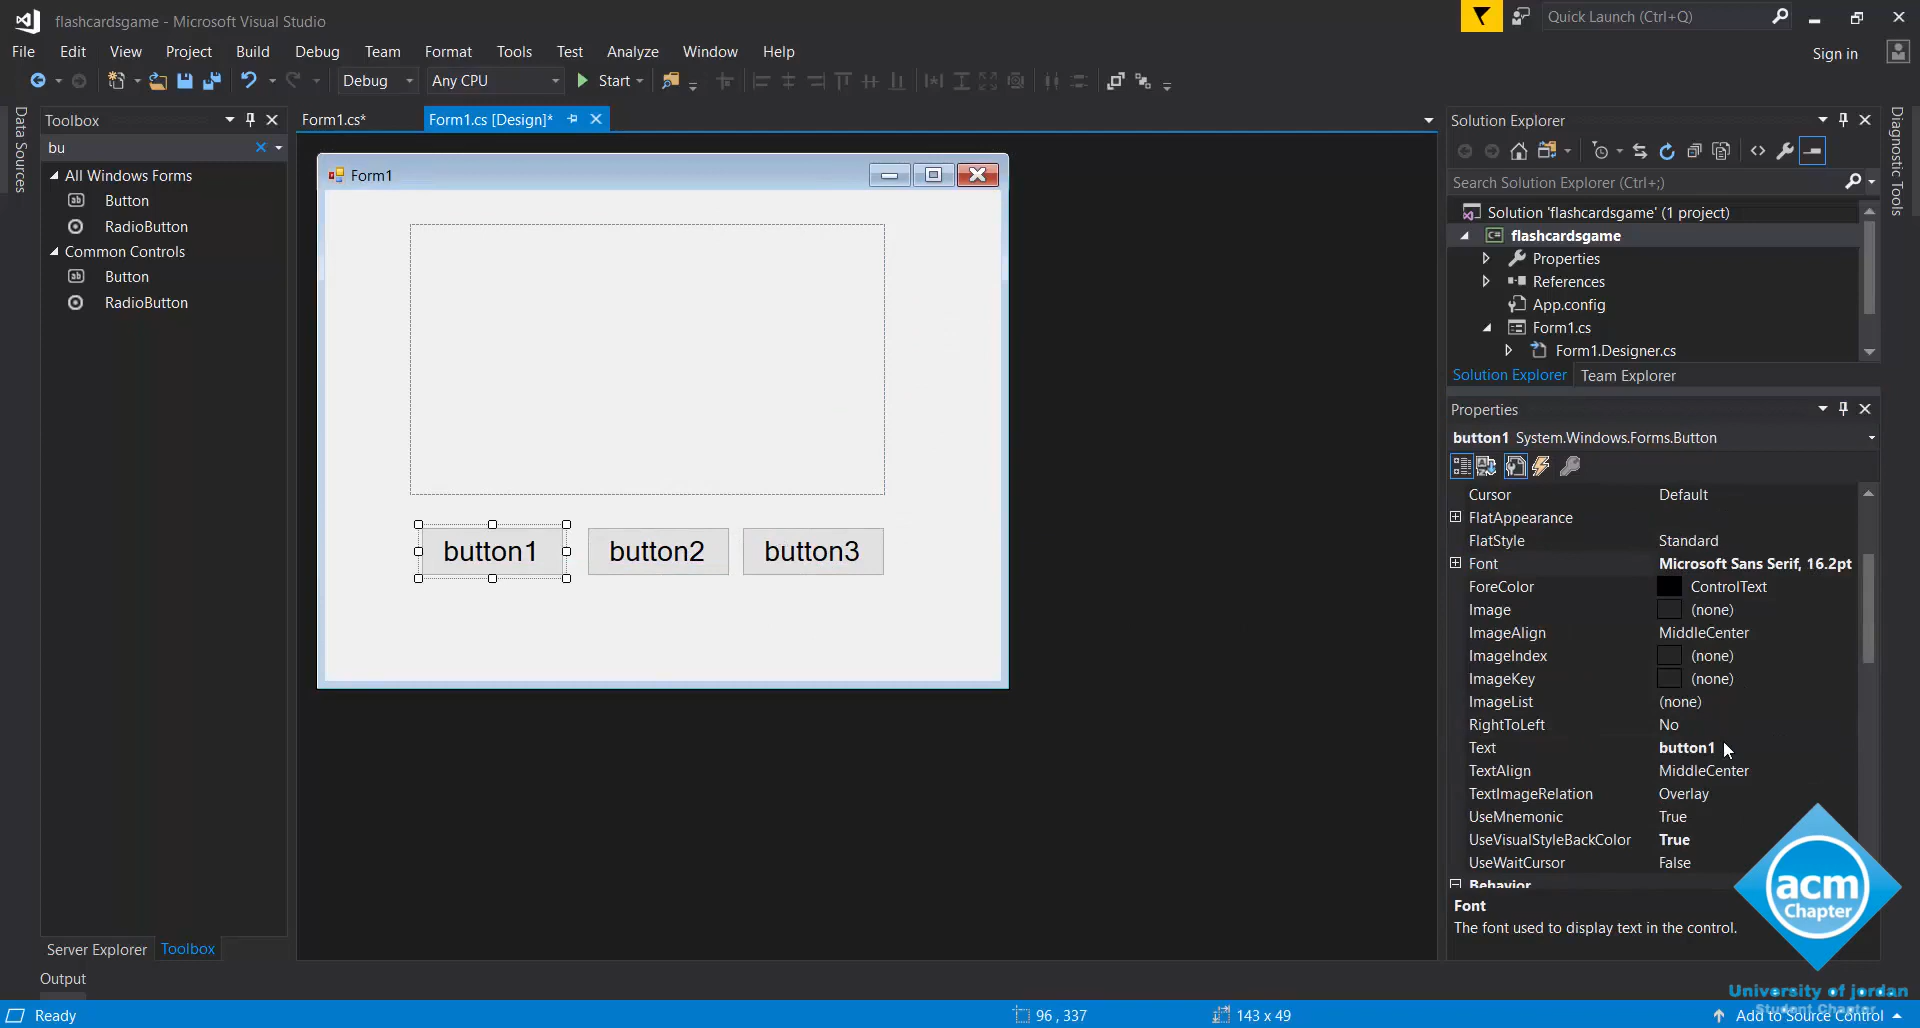 flashcardsgame - Microsoft Visual Studio
Quick Launch (Ctrl+Q)
File Edit View Project Build Debug Team Format Tools Test Analyze Window Help
Sign in
Debug Any CPU Start
Data Sources
Toolbox
bu
All Windows Forms
Button
RadioButton
Common Controls
Button
RadioButton
Server Explorer Toolbox
Output
Form1.cs* Form1.cs [Design]*
Form1
button1 button2 button3
Solution Explorer
Search Solution Explorer (Ctrl+;)
Solution 'flashcardsgame' (1 project)
C# flashcardsgame
Properties
References
App.config
Form1.cs
Form1.Designer.cs
Solution Explorer Team Explorer
Diagnostic Tools
Properties
button1 System.Windows.Forms.Button
Cursor Default
FlatAppearance
FlatStyle Standard
Font Microsoft Sans Serif, 16.2pt
ForeColor ControlText
Image (none)
ImageAlign MiddleCenter
ImageIndex (none)
ImageKey (none)
ImageList (none)
RightToLeft No
Text button1
TextAlign MiddleCenter
TextImageRelation Overlay
UseMnemonic True
UseVisualStyleBackColor True
UseWaitCursor False
Behavior
Font
The font used to display text in the control.
acm
Chapter
University of jordan
Student Chapter
Ready 96 , 337 143 x 49 Add to Source Control